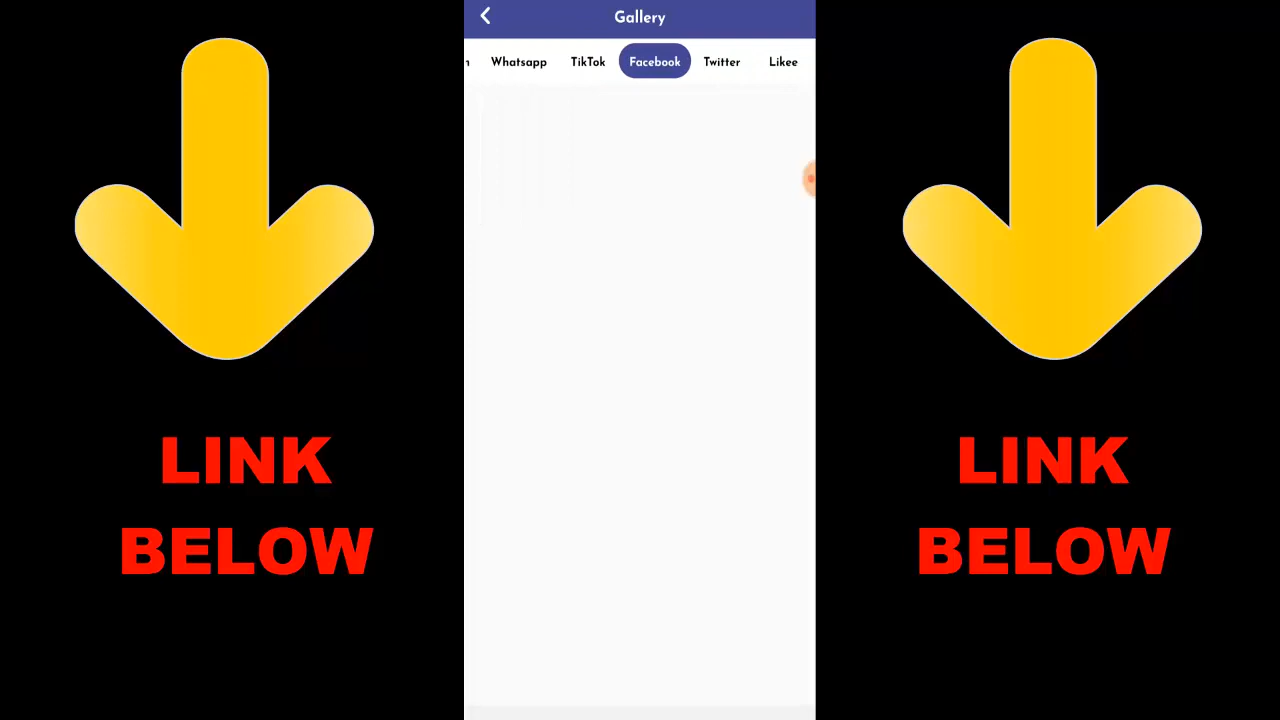 Gallery
Whatsapp TikTok Facebook Twitter Likee
LINK
BELOW
LINK
BELOW